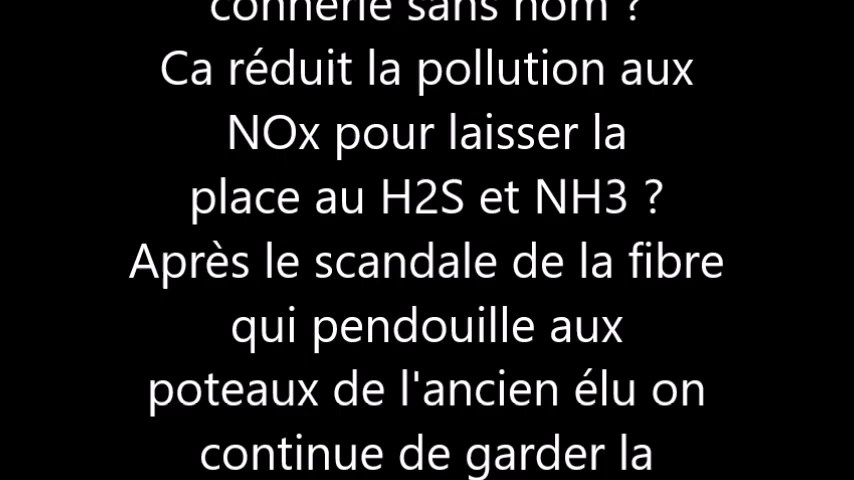 connerie sans nom ?
Ca réduit la pollution aux
NOx pour laisser la
place au H2S et NH3 ?
Après le scandale de la fibre
qui pendouille aux
poteaux de l'ancien élu on
continue de garder la